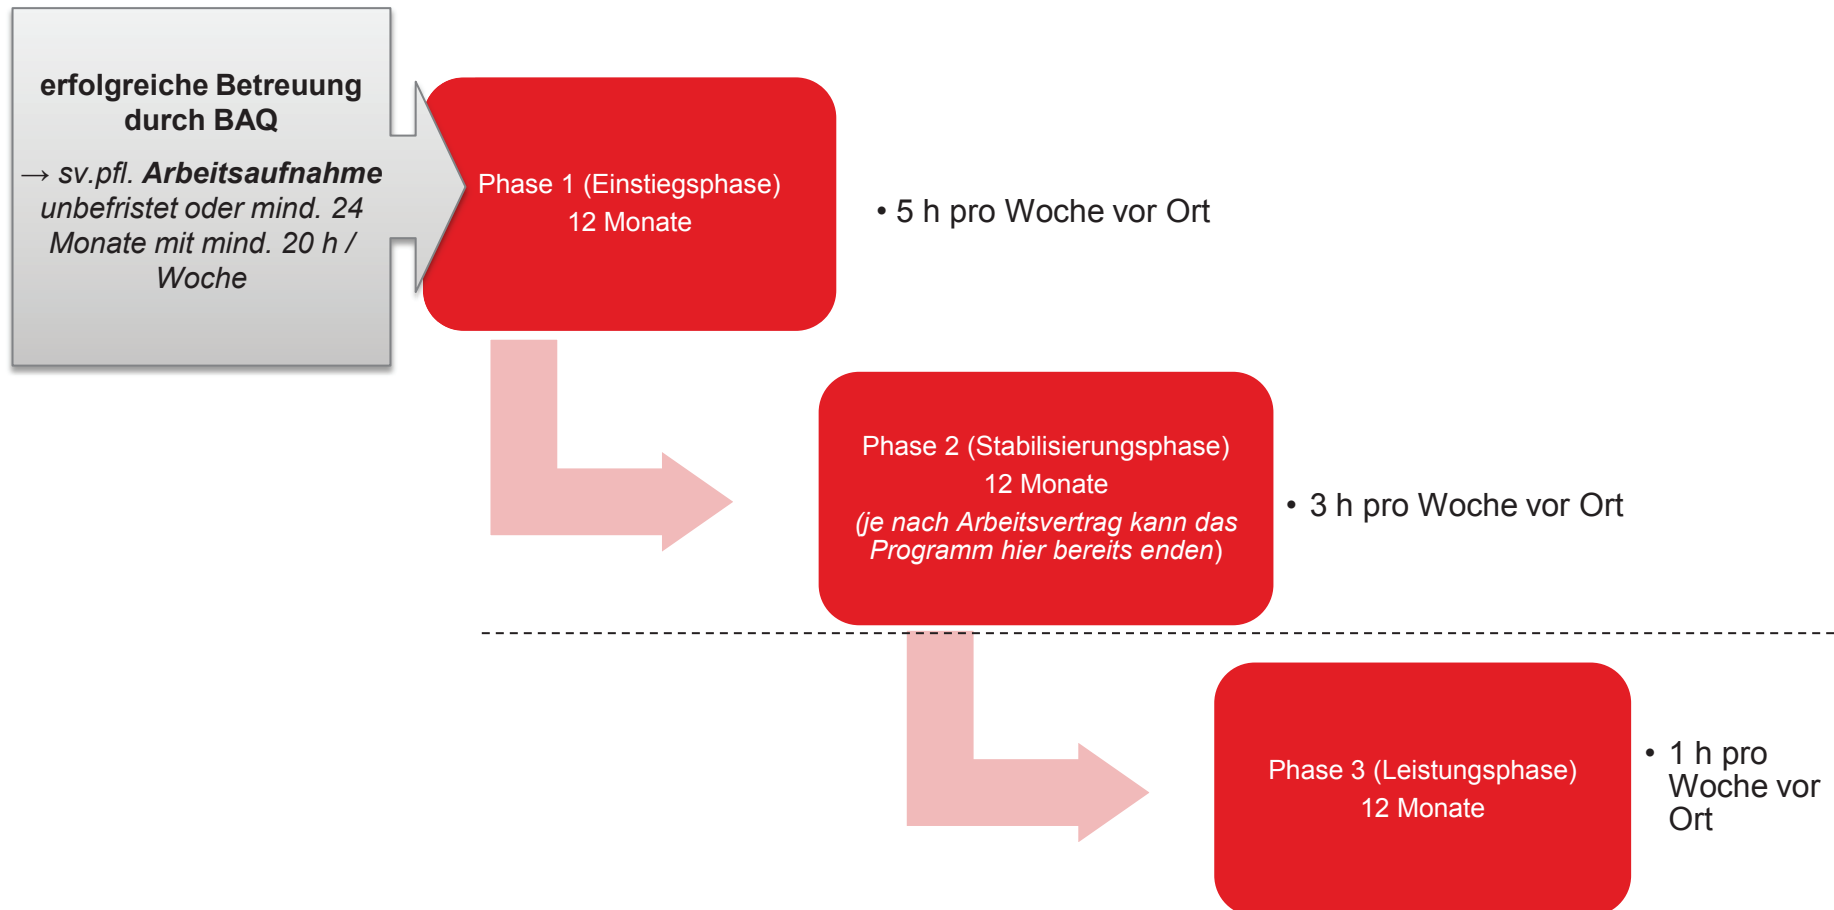 erfolgreiche Betreuung
durch BAQ
→ sv.pfl. Arbeitsaufnahme
unbefristet oder mind. 24
Monate mit mind. 20 h /
Woche
Phase 1 (Einstiegsphase)
12 Monate
• 5 h pro Woche vor Ort
Phase 2 (Stabilisierungsphase)
12 Monate
(je nach Arbeitsvertrag kann das
Programm hier bereits enden)
• 3 h pro Woche vor Ort
Phase 3 (Leistungsphase)
12 Monate
• 1 h pro
Woche vor
Ort